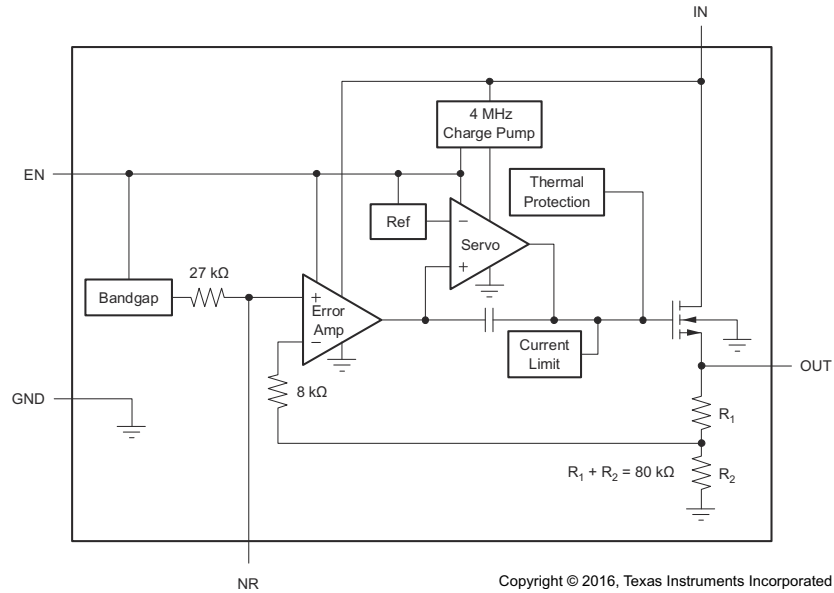 IN
4 MHz
Charge Pump
EN
Thermal
Protection
Ref
−
Servo
+
27 kΩ
Bandgap
+
Error
Amp
−
Current
Limit
OUT
8 kΩ
GND
R1
R1 + R2 = 80 kΩ
R2
NR
Copyright © 2016, Texas Instruments Incorporated